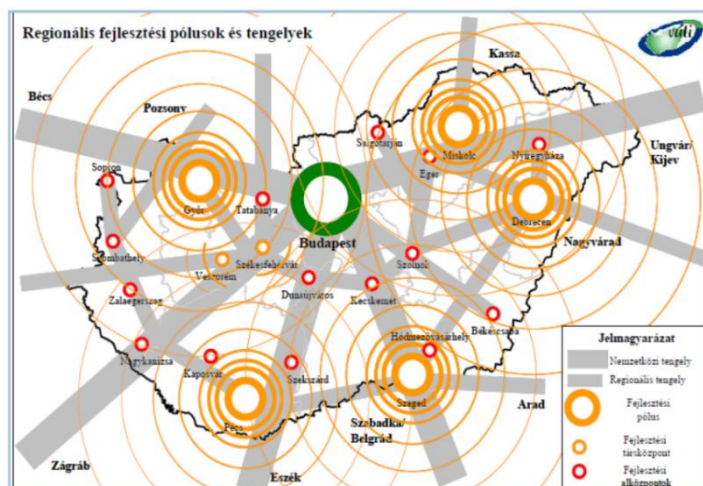 Regionális fejlesztési pólusok és tengelyek
váti
Kassa
Bécs
Pozsony
Salgótarján
Miskolc
Ungvár/
Kijev
Nyíregyháza
Eger
Sopron
Győr
Tatabánya
Debrecen
Budapest
Nagyvárad
Szombathely
Székesfehérvár
Veszprém
Szolnok
Zalaegerszeg
Dunaújváros
Kecskemét
Békéscsaba
Hódmezővásárhely
Nagykanizsa
Kaposvár
Szekszárd
Szeged
Pécs
Szabadka/
Belgrád
Arad
Zágráb
Eszék
Jelmagyarázat
Nemzetközi tengely
Regionális tengely
Fejlesztési
pólus
Fejlesztési
társközpont
Fejlesztési
alközpontok